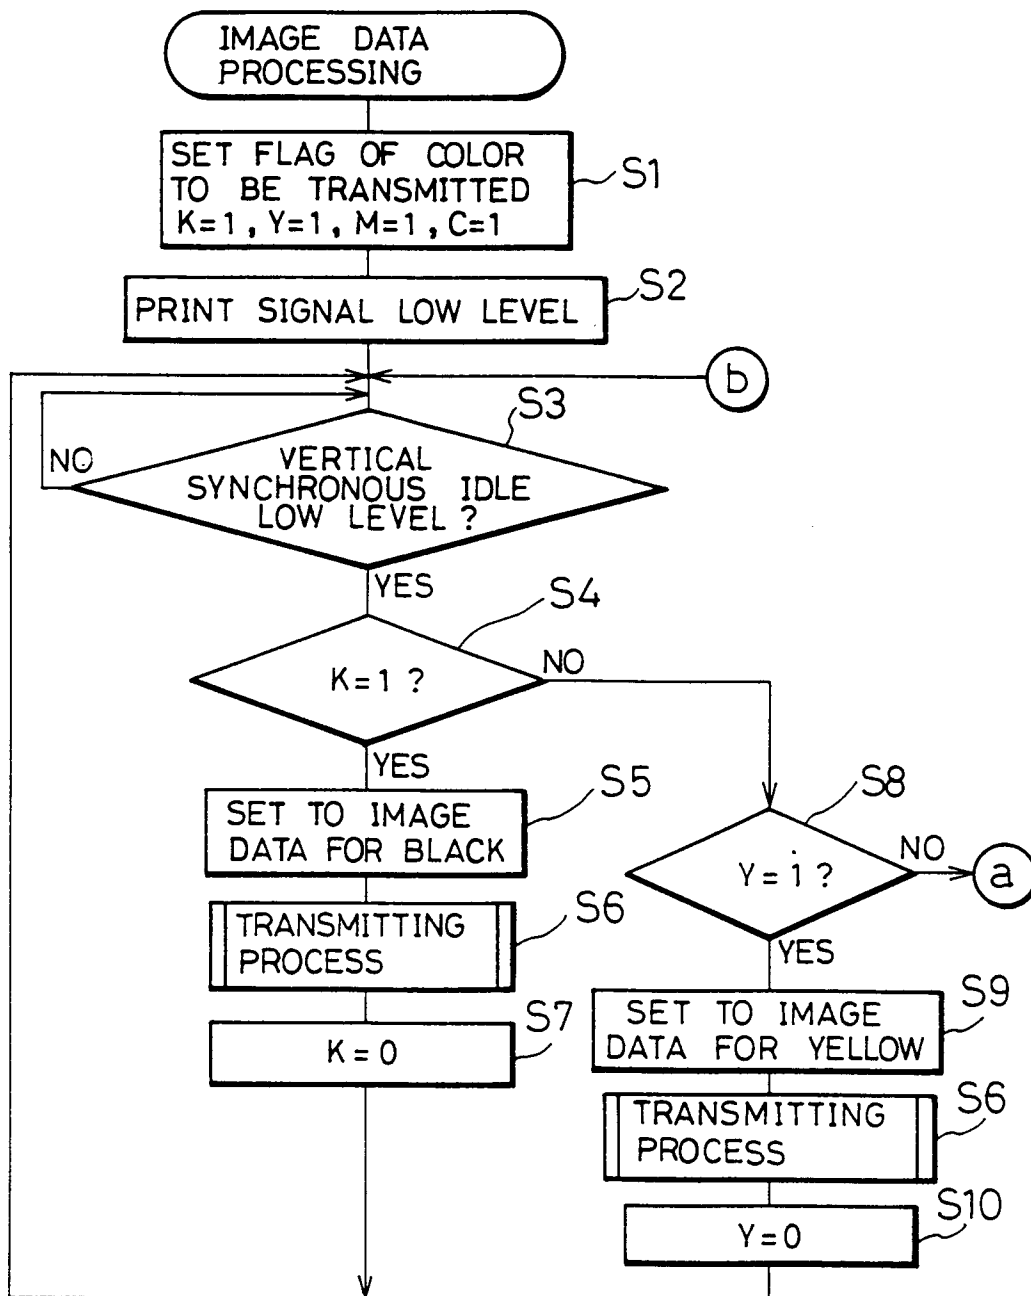 IMAGE DATA
PROCESSING
SET FLAG OF COLOR
TO BE TRANSMITTED
K=1, Y=1, M=1, C=1
S1
PRINT SIGNAL LOW LEVEL
S2
b
S3
NO
VERTICAL
SYNCHRONOUS IDLE
LOW LEVEL?
YES
S4
K=1?
NO
YES
S5
SET TO IMAGE
DATA FOR BLACK
S8
Y=i?
NO
a
YES
S6
TRANSMITTING
PROCESS
S7
K=0
S9
SET TO IMAGE
DATA FOR YELLOW
S6
TRANSMITTING
PROCESS
S10
Y=0